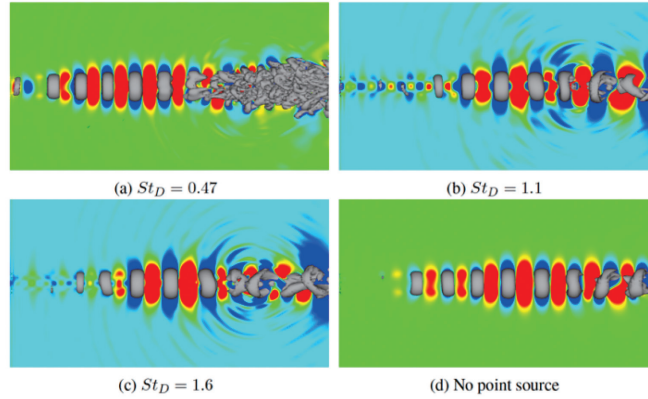 (a) St_D = 0.47
(b) St_D = 1.1
(c) St_D = 1.6
(d) No point source